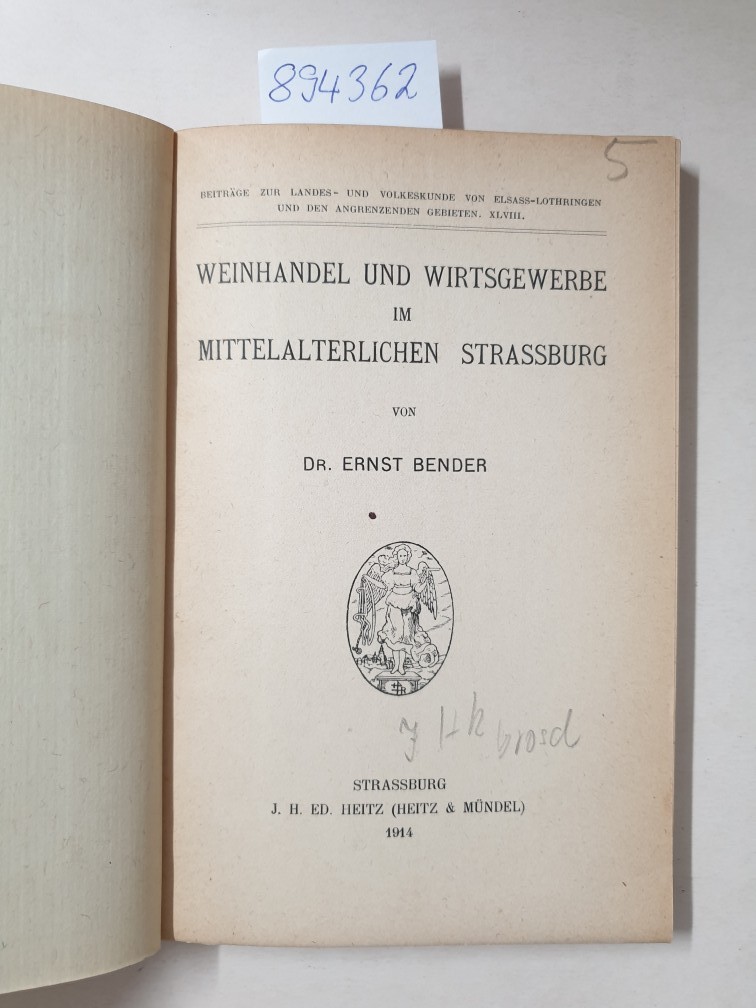 894362
5
BEITRÄGE ZUR LANDES- UND VOLKESKUNDE VON ELSASS-LOTHRINGEN
UND DEN ANGRENZENDEN GEBIETEN. XLVIII.
WEINHANDEL UND WIRTSGEWERBE
IM
MITTELALTERLICHEN STRASSBURG
VON
DR. ERNST BENDER
brosd
STRASSBURG
J. H. ED. HEITZ (HEITZ & MÜNDEL)
1914